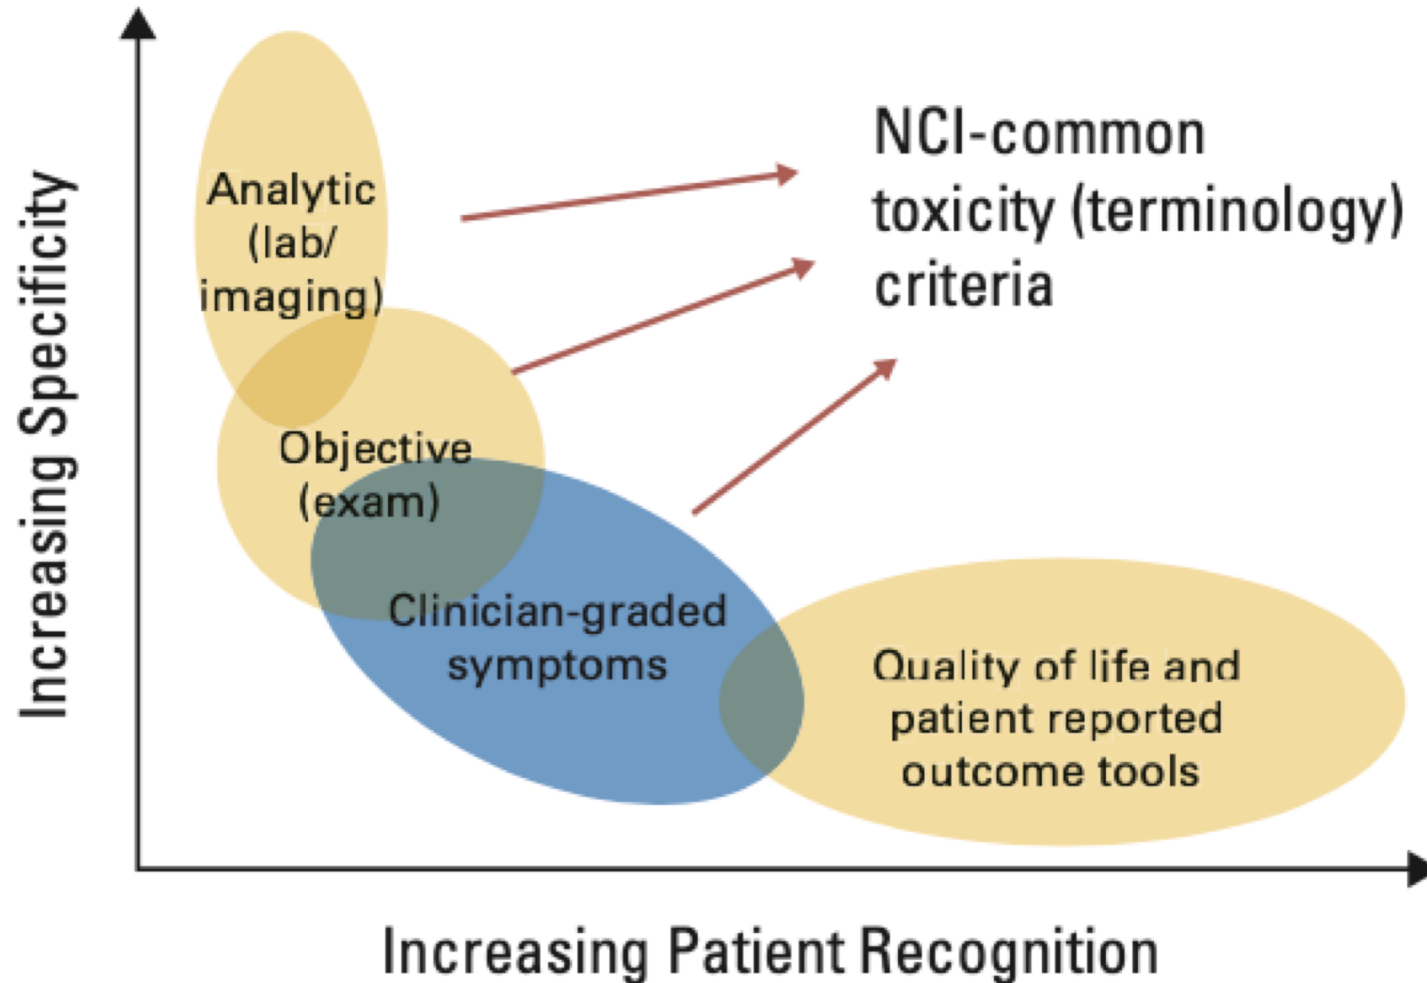 Increasing Specificity
Analytic
(lab/
imaging)
NCI-common
toxicity (terminology)
criteria
Objective
(exam)
Clinician-graded
symptoms
Quality of life and
patient reported
outcome tools
Increasing Patient Recognition